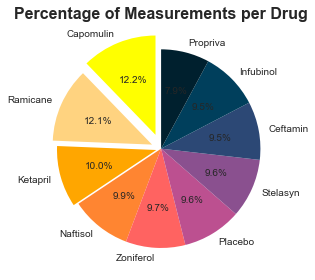 Percentage of Measurements per Drug
Capomulin
12.2%
Ramicane
12.1%
Ketapril
10.0%
Naftisol
9.9%
Zoniferol
9.7%
Placebo
9.6%
Stelasyn
9.6%
Ceftamin
9.5%
Infubinol
Propriva